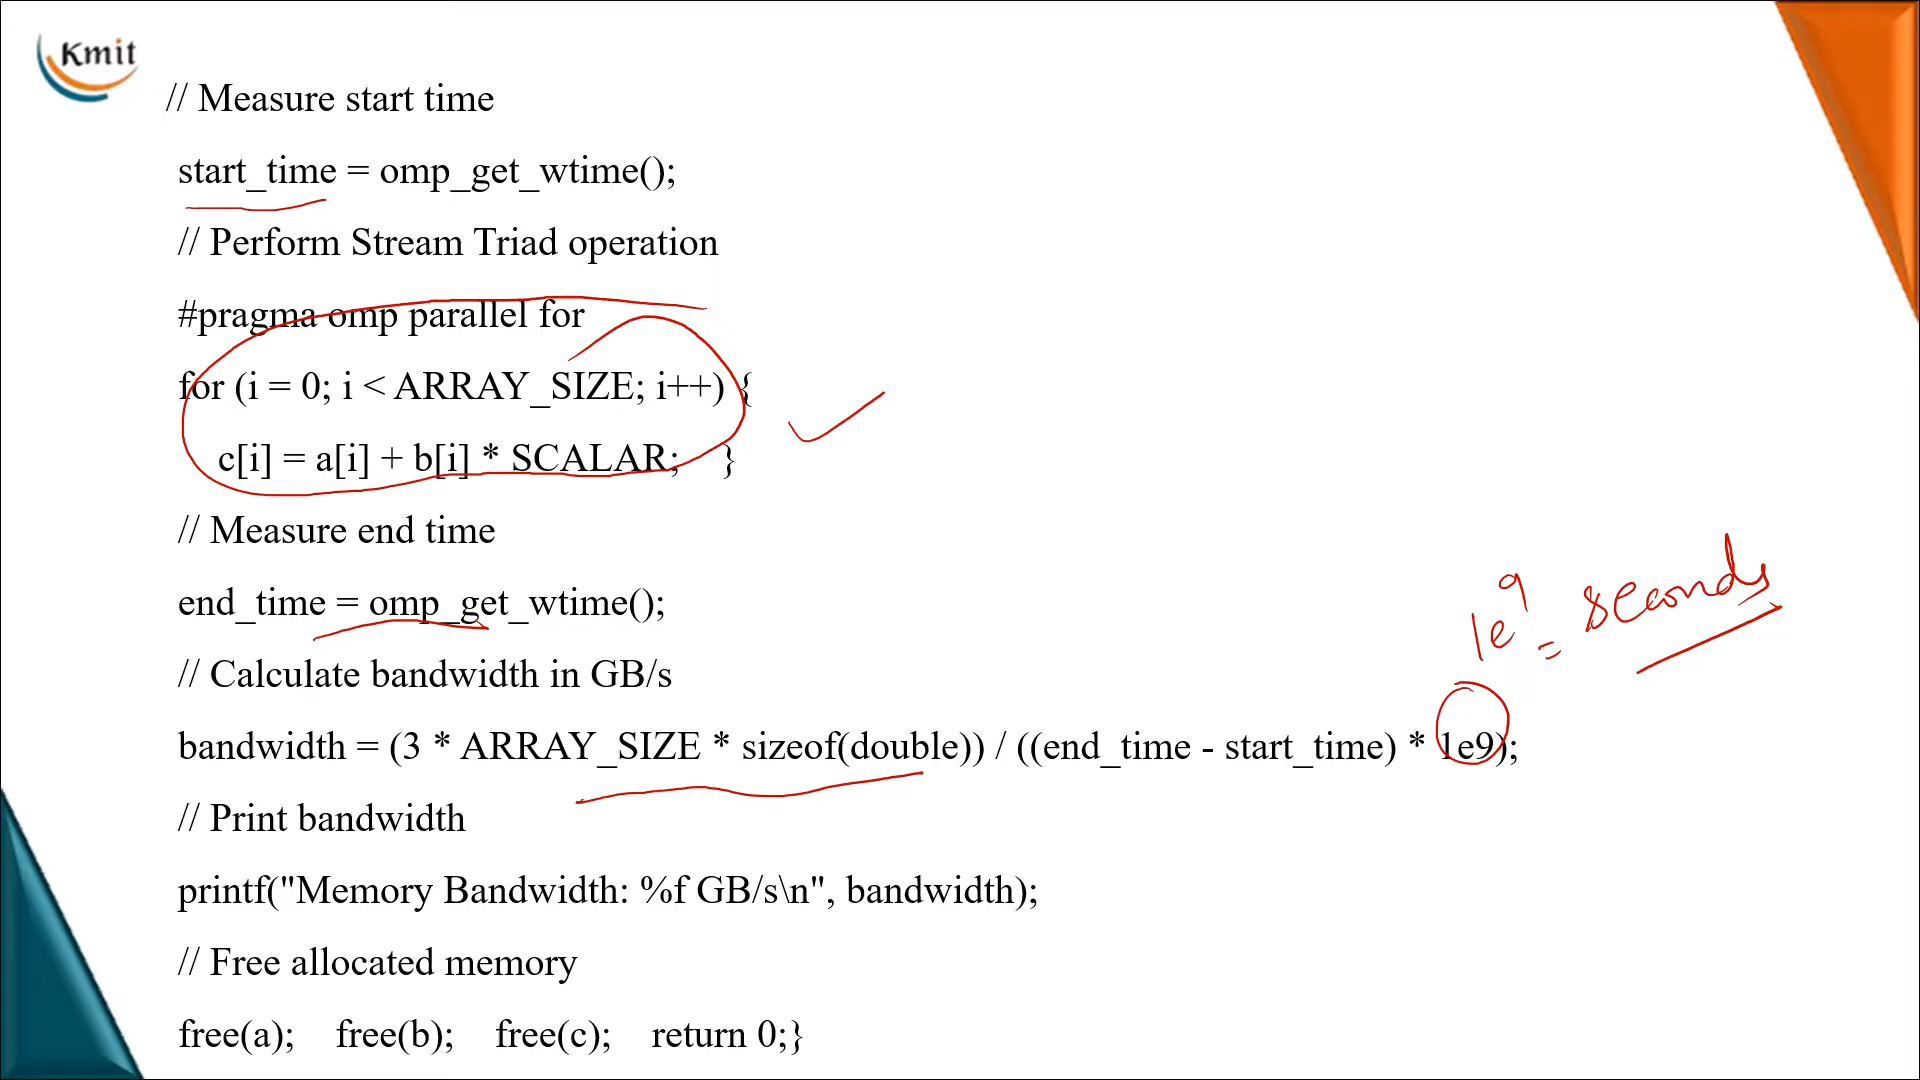 Kmit
// Measure start time
start_time = omp_get_wtime();
// Perform Stream Triad operation
#pragma omp parallel for
for (i = 0; i < ARRAY_SIZE; i++) {
c[i] = a[i] + b[i] * SCALAR; }
// Measure end time
end_time = omp_get_wtime();
1e9 = seconds
// Calculate bandwidth in GB/s
bandwidth = (3 * ARRAY_SIZE * sizeof(double)) / ((end_time - start_time) * 1e9);
// Print bandwidth
printf("Memory Bandwidth: %f GB/s\n", bandwidth);
// Free allocated memory
free(a); free(b); free(c); return 0;}